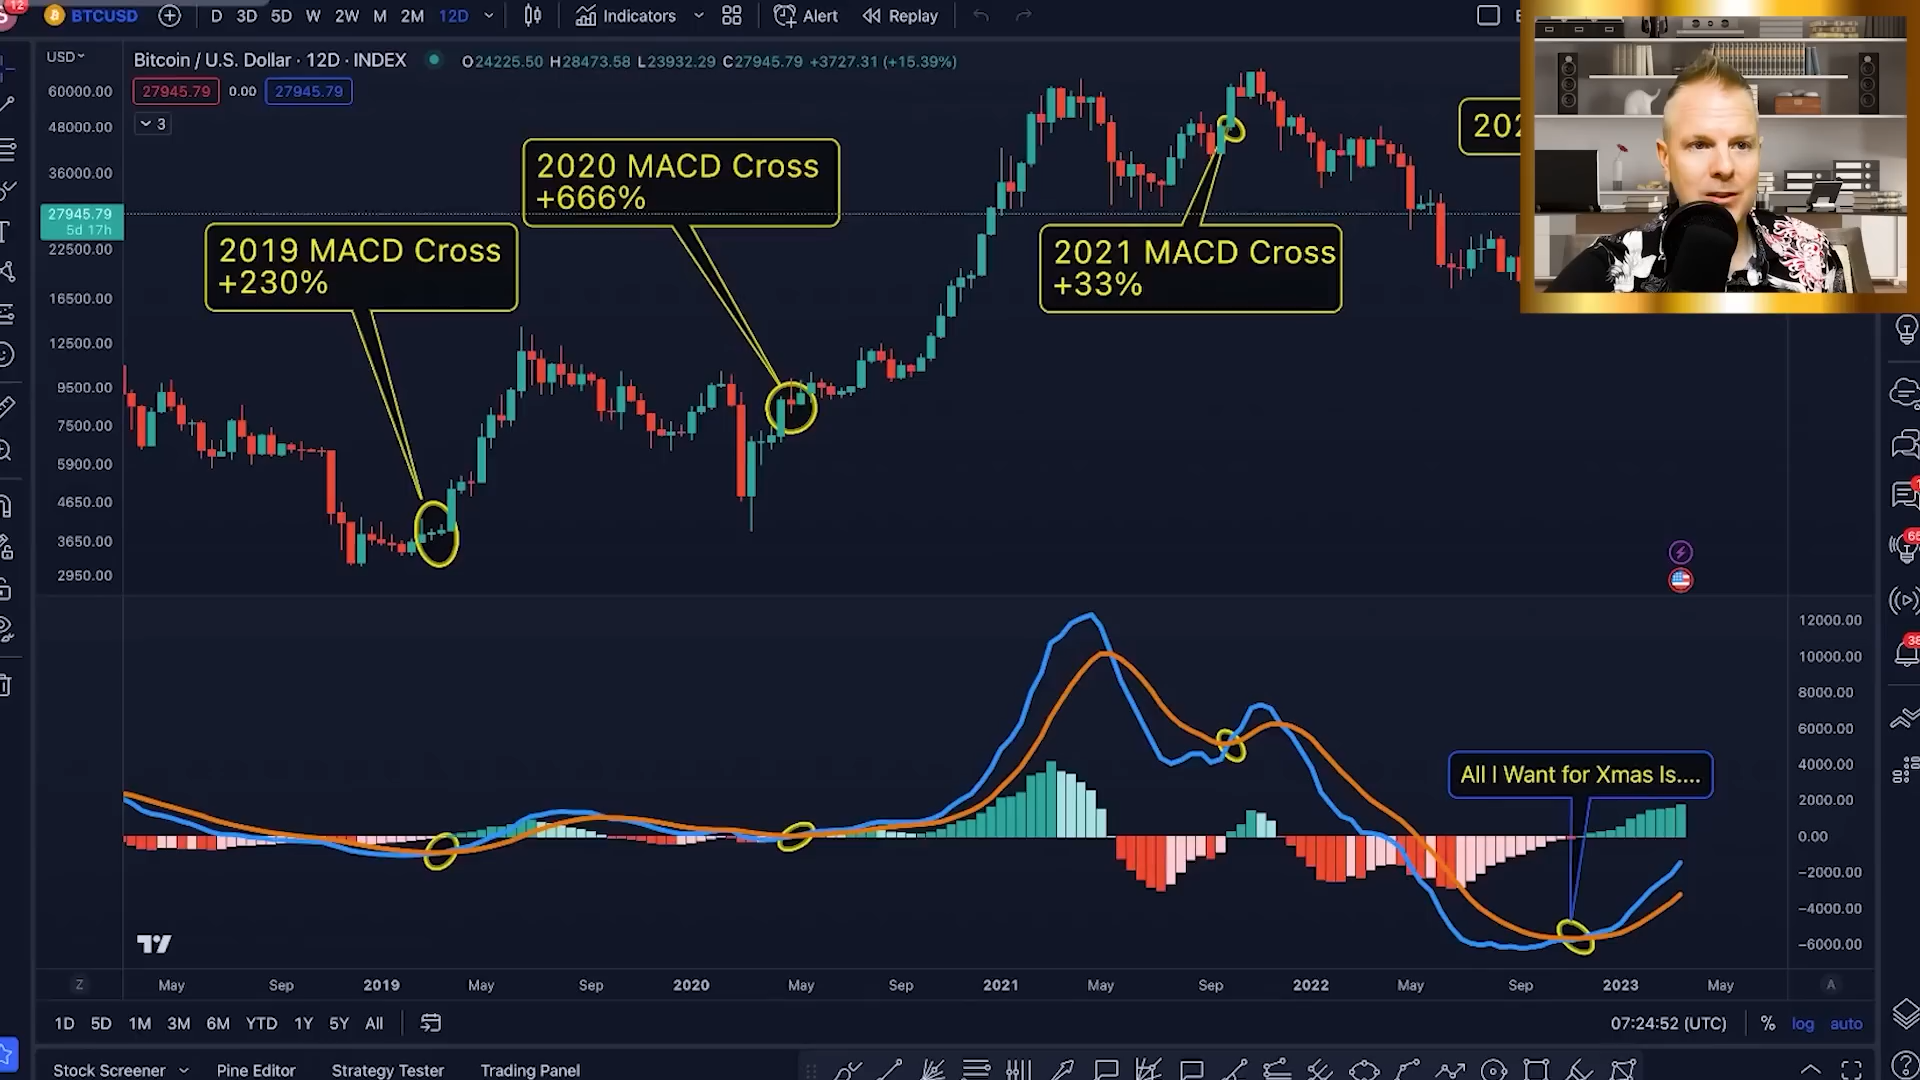 12
BTCUSD
D 3D 5D W 2W M 2M 12D
Indicators
Alert
Replay
USD
Bitcoin / U.S. Dollar · 12D · INDEX
O24225.50 H28473.58 L23932.29 C27945.79 +3727.31 (+15.39%)
27945.79 0.00 27945.79
3
60000.00
48000.00
36000.00
27945.79
5d 17h
22500.00
16500.00
12500.00
9500.00
7500.00
5900.00
4650.00
3650.00
2950.00
2019 MACD Cross
+230%
2020 MACD Cross
+666%
2021 MACD Cross
+33%
202
12000.00
10000.00
8000.00
6000.00
4000.00
2000.00
0.00
−2000.00
−4000.00
−6000.00
All I Want for Xmas Is....
Z May Sep 2019 May Sep 2020 May Sep 2021 May Sep 2022 May Sep 2023 May A
1D 5D 1M 3M 6M YTD 1Y 5Y All
07:24:52 (UTC) % log auto
Stock Screener Pine Editor Strategy Tester Trading Panel